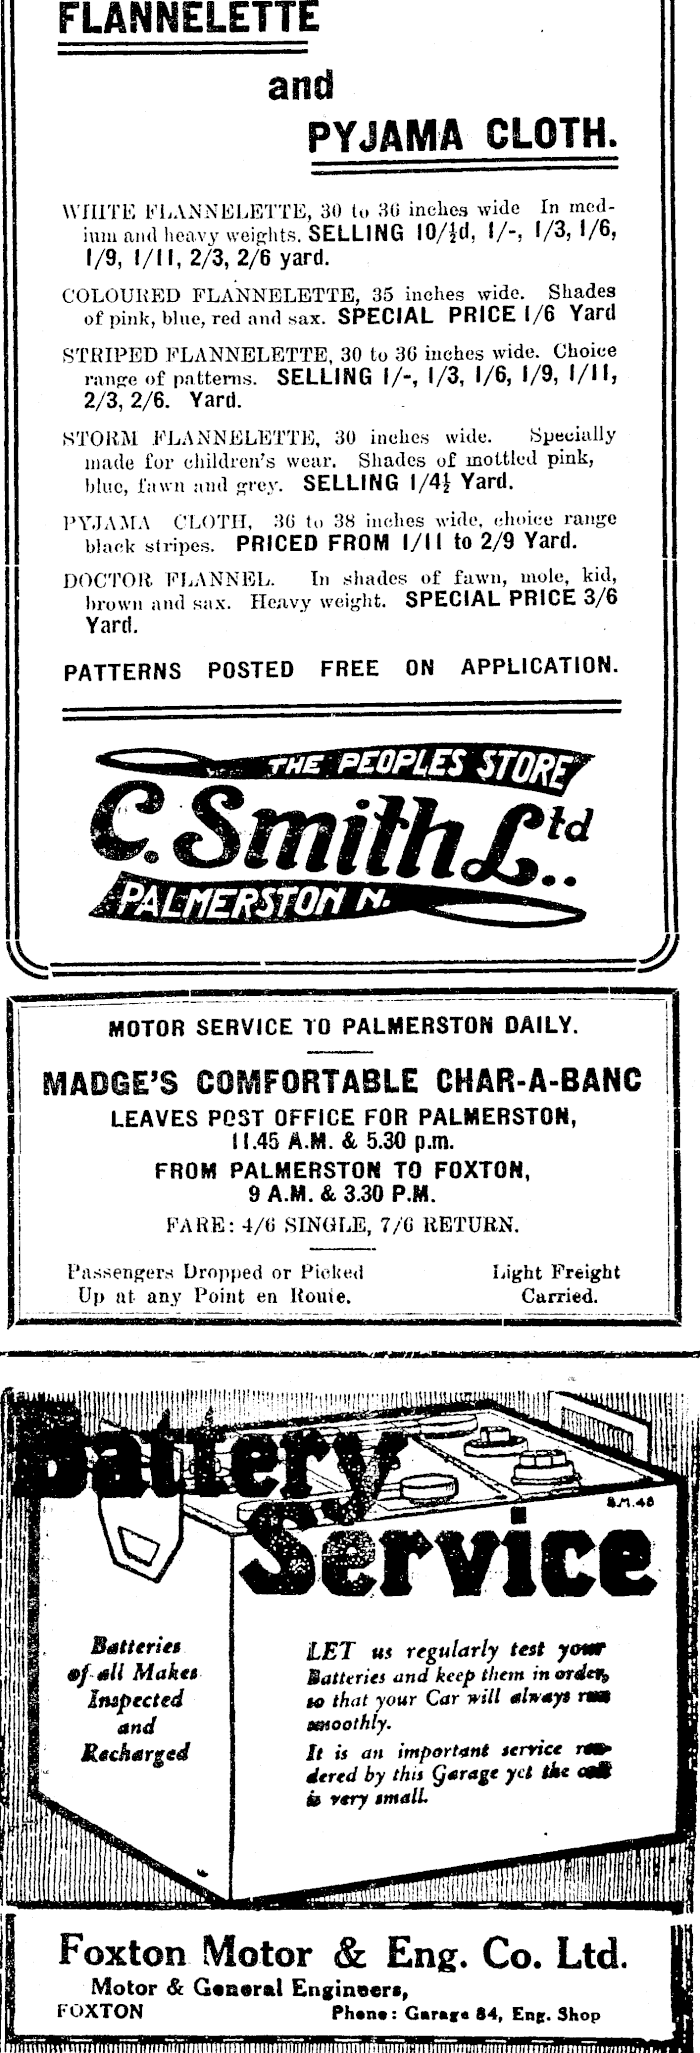 FLANNELETTE
and
PYJAMA CLOTH.
WHITE FLANNELETTE, 30 to 36 inches wide In med-
ium and heavy weights. SELLING 10/½d, 1/-, 1/3, 1/6,
1/9, 1/11, 2/3, 2/6 yard.
COLOURED FLANNELETTE, 35 inches wide. Shades
of pink, blue, red and sax. SPECIAL PRICE 1/6 Yard
STRIPED FLANNELETTE, 30 to 36 inches wide. Choice
range of patterns. SELLING 1/-, 1/3, 1/6, 1/9, 1/11,
2/3, 2/6. Yard.
STORM FLANNELETTE, 30 inches wide. Specially
made for children's wear. Shades of mottled pink,
blue, fawn and grey. SELLING 1/4½ Yard.
PYJAMA CLOTH, 36 to 38 inches wide, choice range
black stripes. PRICED FROM 1/11 to 2/9 Yard.
DOCTOR FLANNEL. In shades of fawn, mole, kid,
brown and sax. Heavy weight. SPECIAL PRICE 3/6
Yard.
PATTERNS POSTED FREE ON APPLICATION.
THE PEOPLES STORE
C. Smith Ltd..
PALMERSTON N.
MOTOR SERVICE TO PALMERSTON DAILY.
MADGE'S COMFORTABLE CHAR-A-BANC
LEAVES POST OFFICE FOR PALMERSTON,
11.45 A.M. & 5.30 p.m.
FROM PALMERSTON TO FOXTON,
9 A.M. & 3.30 P.M.
FARE: 4/6 SINGLE, 7/6 RETURN.
Passengers Dropped or Picked
Up at any Point en Route.
Light Freight
Carried.
Battery
Service
S.M.48
Batteries
of all Makes
Inspected
and
Recharged
LET us regularly test your
Batteries and keep them in order,
so that your Car will always run
smoothly.
It is an important service ren-
dered by this Garage yet the cost
is very small.
Foxton Motor & Eng. Co. Ltd.
Motor & General Engineers,
FOXTON Phone: Garage 84, Eng. Shop